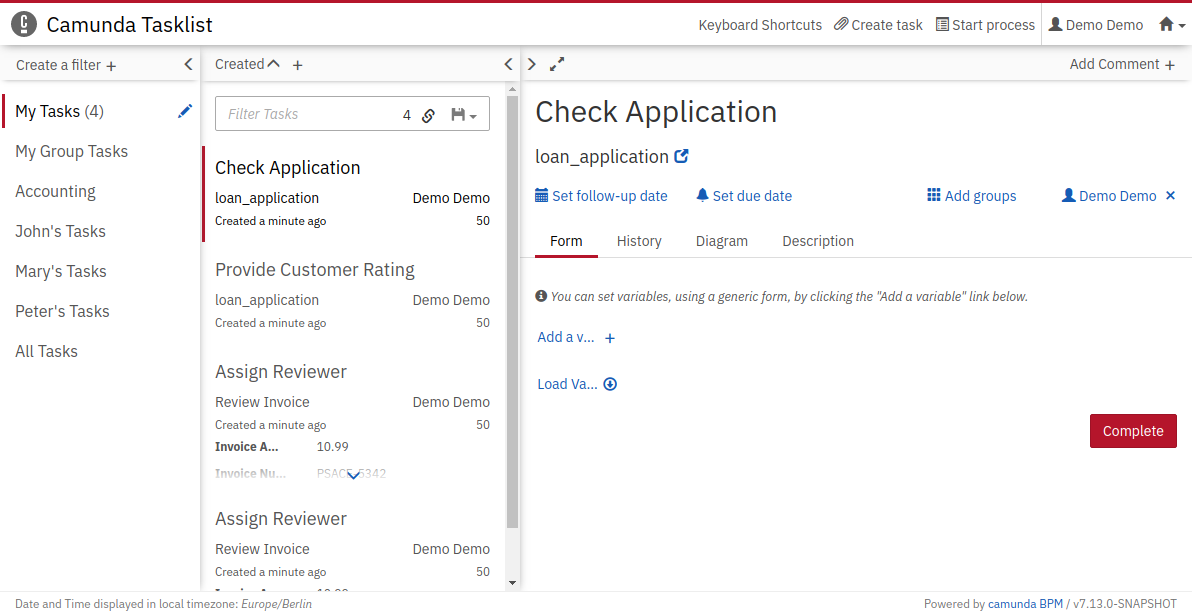 Camunda Tasklist
Keyboard Shortcuts Create task Start process Demo Demo
Create a filter +
My Tasks (4)
My Group Tasks
Accounting
John's Tasks
Mary's Tasks
Peter's Tasks
All Tasks
Created +
Filter Tasks 4
Check Application
loan_application Demo Demo
Created a minute ago 50
Provide Customer Rating
loan_application Demo Demo
Created a minute ago 50
Assign Reviewer
Review Invoice Demo Demo
Created a minute ago 50
Invoice A... 10.99
Invoice Nu... PSACE-5342
Assign Reviewer
Review Invoice Demo Demo
Created a minute ago 50
Add Comment +
Check Application
loan_application
Set follow-up date Set due date Add groups Demo Demo ×
Form History Diagram Description
You can set variables, using a generic form, by clicking the "Add a variable" link below.
Add a v... +
Load Va...
Complete
Date and Time displayed in local timezone: Europe/Berlin
Powered by camunda BPM / v7.13.0-SNAPSHOT